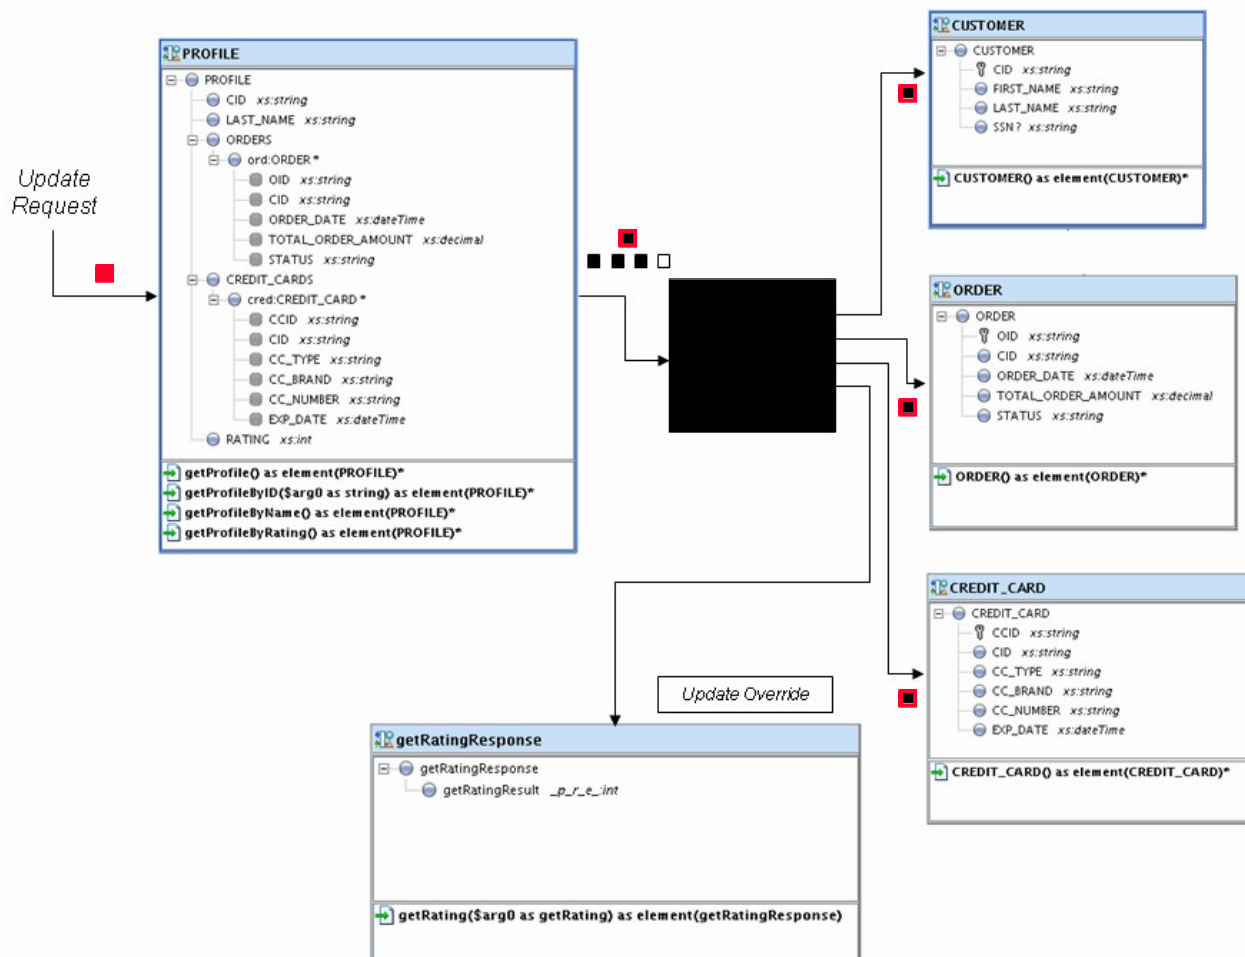 Update
Request
PROFILE
PROFILE
CID xs:string
LAST_NAME xs:string
ORDERS
ord:ORDER *
OID xs:string
CID xs:string
ORDER_DATE xs:dateTime
TOTAL_ORDER_AMOUNT xs:decimal
STATUS xs:string
CREDIT_CARDS
cred:CREDIT_CARD *
CCID xs:string
CID xs:string
CC_TYPE xs:string
CC_BRAND xs:string
CC_NUMBER xs:string
EXP_DATE xs:dateTime
RATING xs:int
getProfile() as element(PROFILE)*
getProfileByID($arg0 as string) as element(PROFILE)*
getProfileByName() as element(PROFILE)*
getProfileByRating() as element(PROFILE)*
CUSTOMER
CUSTOMER
CID xs:string
FIRST_NAME xs:string
LAST_NAME xs:string
SSN ? xs:string
CUSTOMER() as element(CUSTOMER)*
ORDER
ORDER
OID xs:string
CID xs:string
ORDER_DATE xs:dateTime
TOTAL_ORDER_AMOUNT xs:decimal
STATUS xs:string
ORDER() as element(ORDER)*
CREDIT_CARD
CREDIT_CARD
CCID xs:string
CID xs:string
CC_TYPE xs:string
CC_BRAND xs:string
CC_NUMBER xs:string
EXP_DATE xs:dateTime
CREDIT_CARD() as element(CREDIT_CARD)*
Update Override
getRatingResponse
getRatingResponse
getRatingResult _p_r_e_:int
getRating($arg0 as getRating) as element(getRatingResponse)